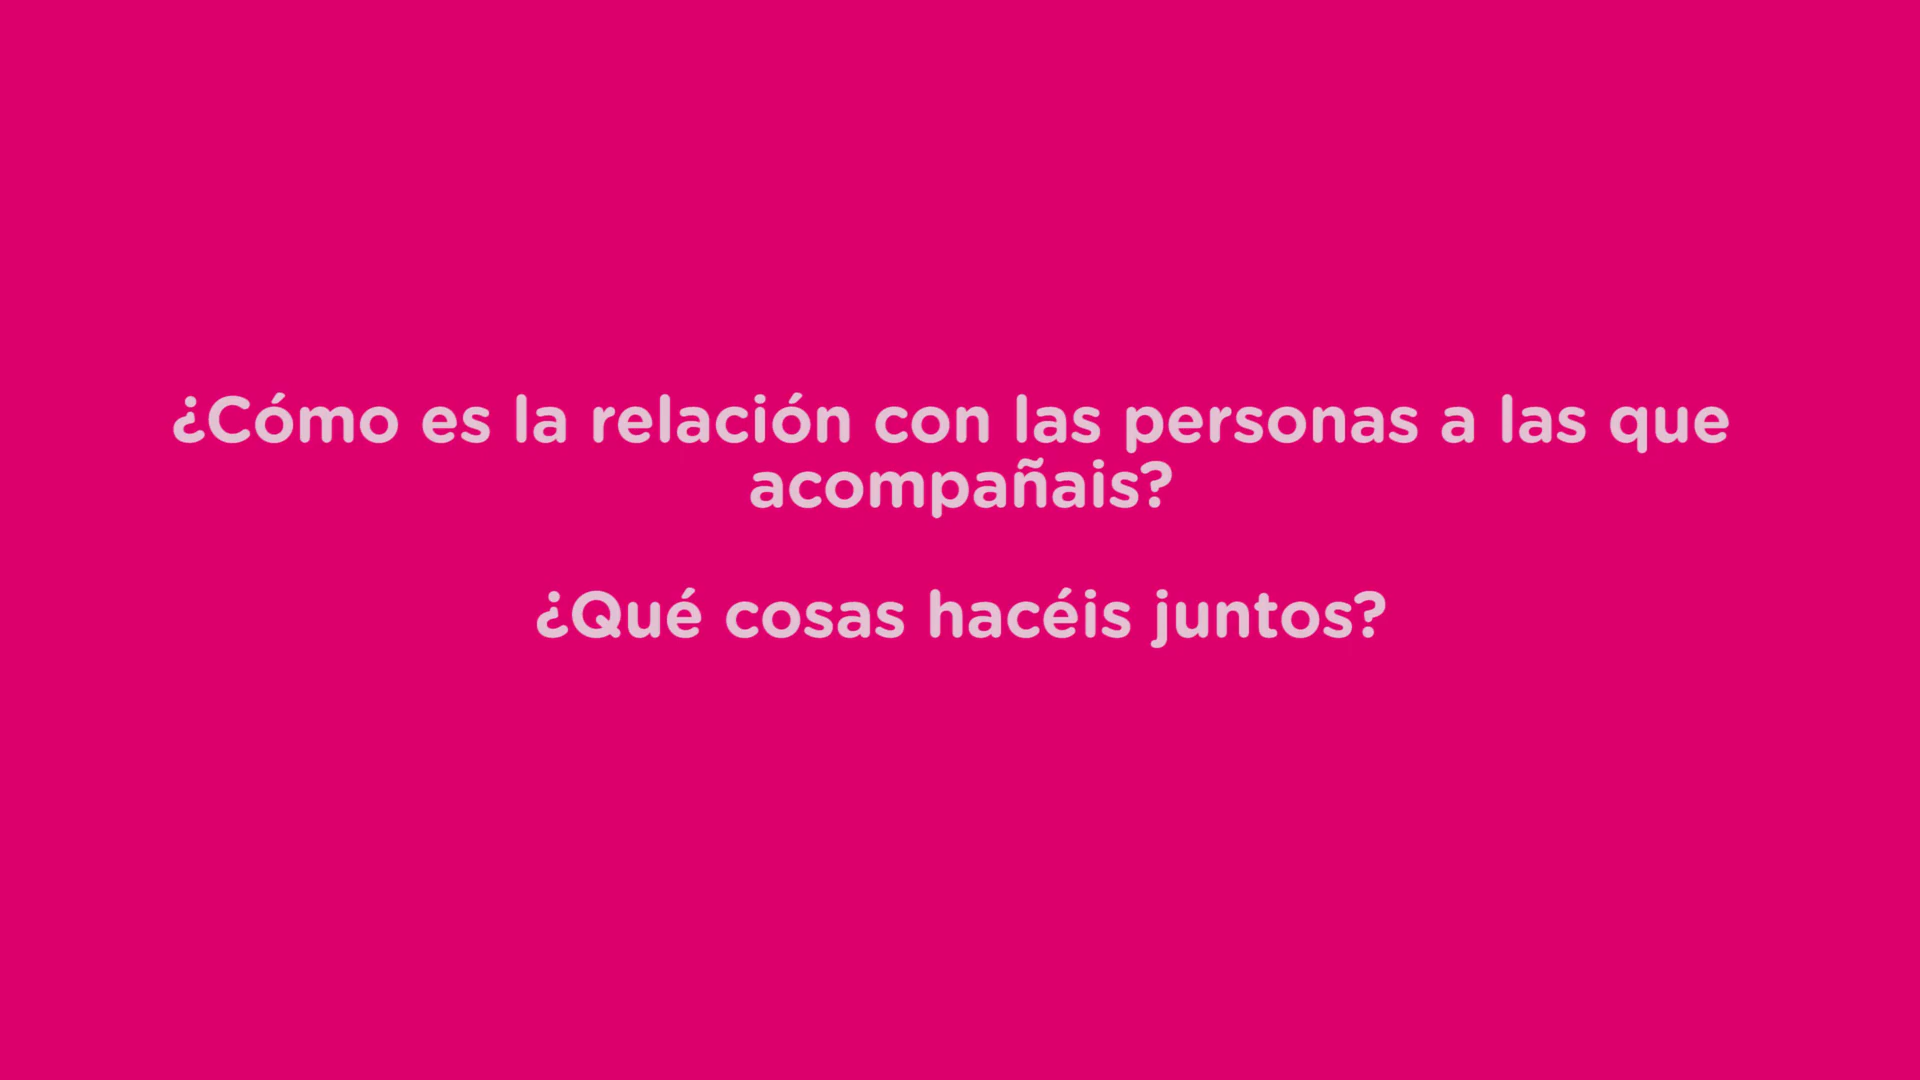 ¿Cómo es la relación con las personas a las que
acompañais?
¿Qué cosas hacéis juntos?